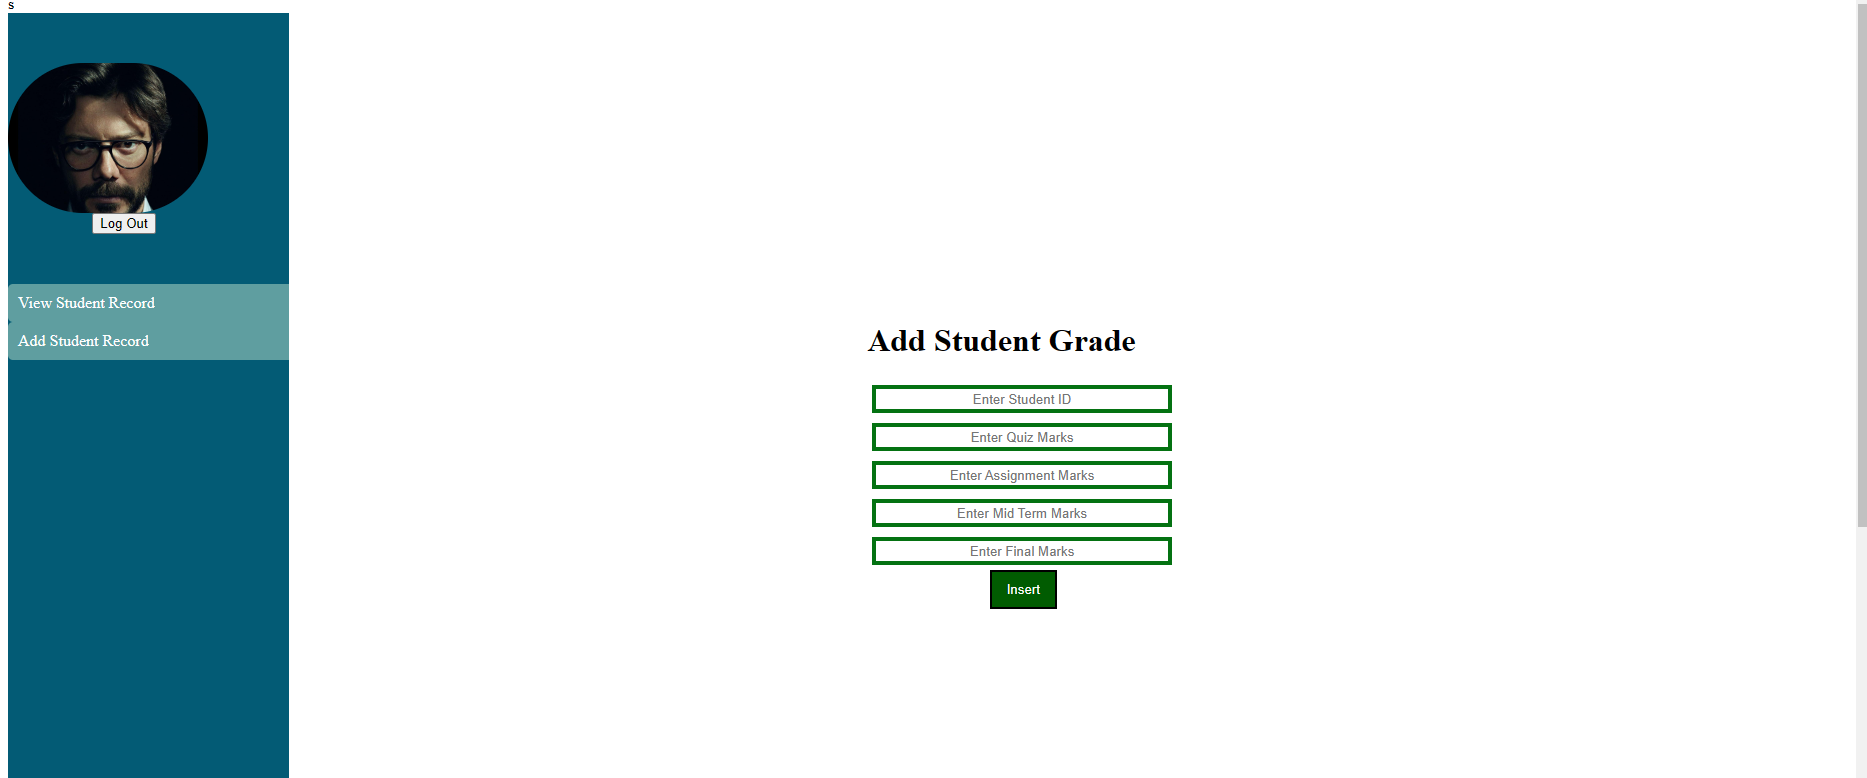 s
Log Out
View Student Record
Add Student Record
Add Student Grade
Enter Student ID
Enter Quiz Marks
Enter Assignment Marks
Enter Mid Term Marks
Enter Final Marks
Insert